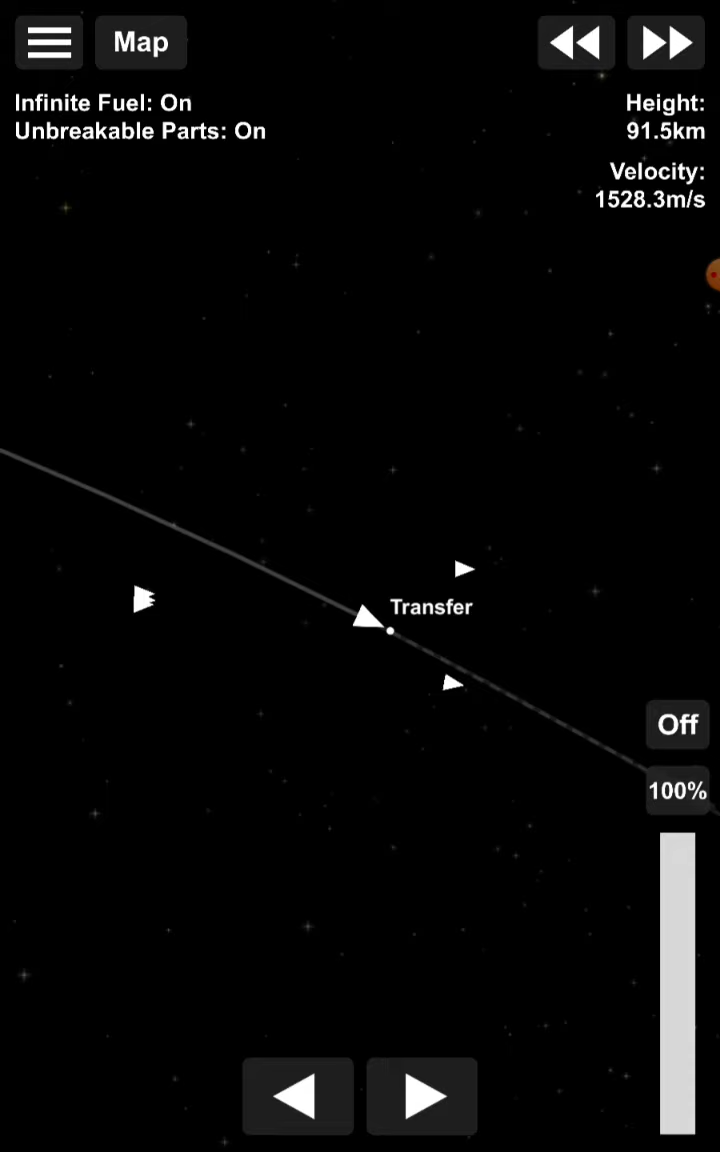 Map
Infinite Fuel: On
Unbreakable Parts: On
Height:
91.5km
Velocity:
1528.3m/s
Transfer
Off
100%